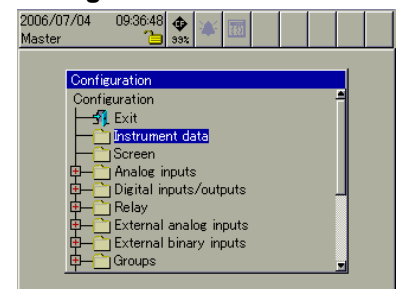 2006/07/04 09:36:48
Master
99%
Configuration
Configuration
Exit
Instrument data
Screen
Analog inputs
Digital inputs/outputs
Relay
External analog inputs
External binary inputs
Groups